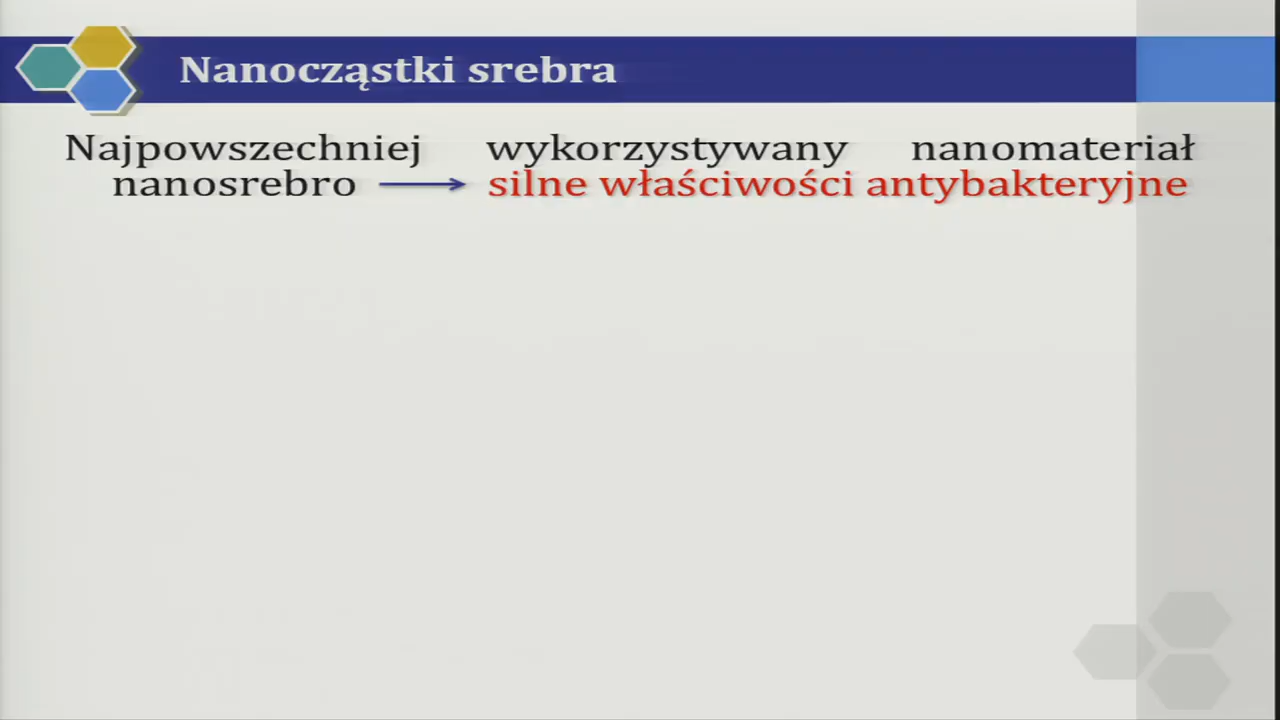 Nanocząstki srebra
Najpowszechniej wykorzystywany nanomateriał
nanosrebro → silne właściwości antybakteryjne